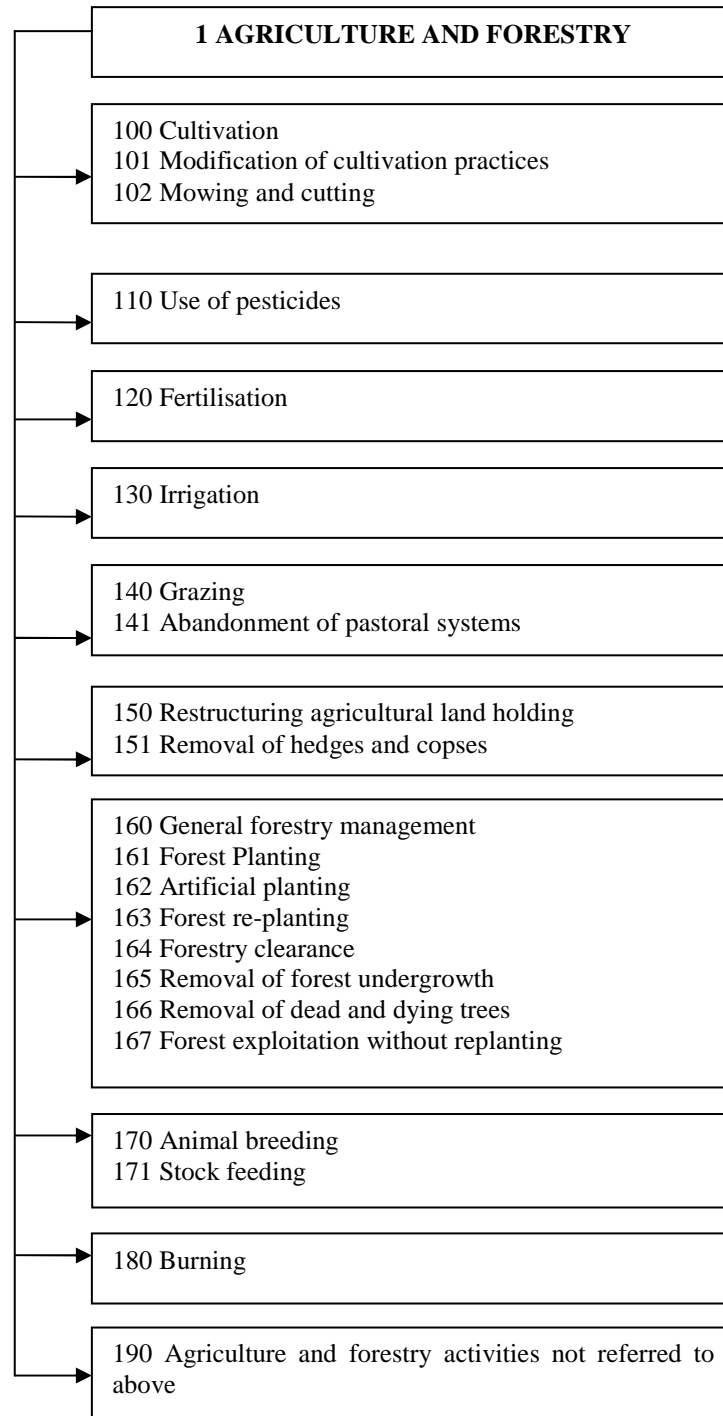 1 AGRICULTURE AND FORESTRY
100 Cultivation
101 Modification of cultivation practices
102 Mowing and cutting
110 Use of pesticides
120 Fertilisation
130 Irrigation
140 Grazing
141 Abandonment of pastoral systems
150 Restructuring agricultural land holding
151 Removal of hedges and copses
160 General forestry management
161 Forest Planting
162 Artificial planting
163 Forest re-planting
164 Forestry clearance
165 Removal of forest undergrowth
166 Removal of dead and dying trees
167 Forest exploitation without replanting
170 Animal breeding
171 Stock feeding
180 Burning
190 Agriculture and forestry activities not referred to
above